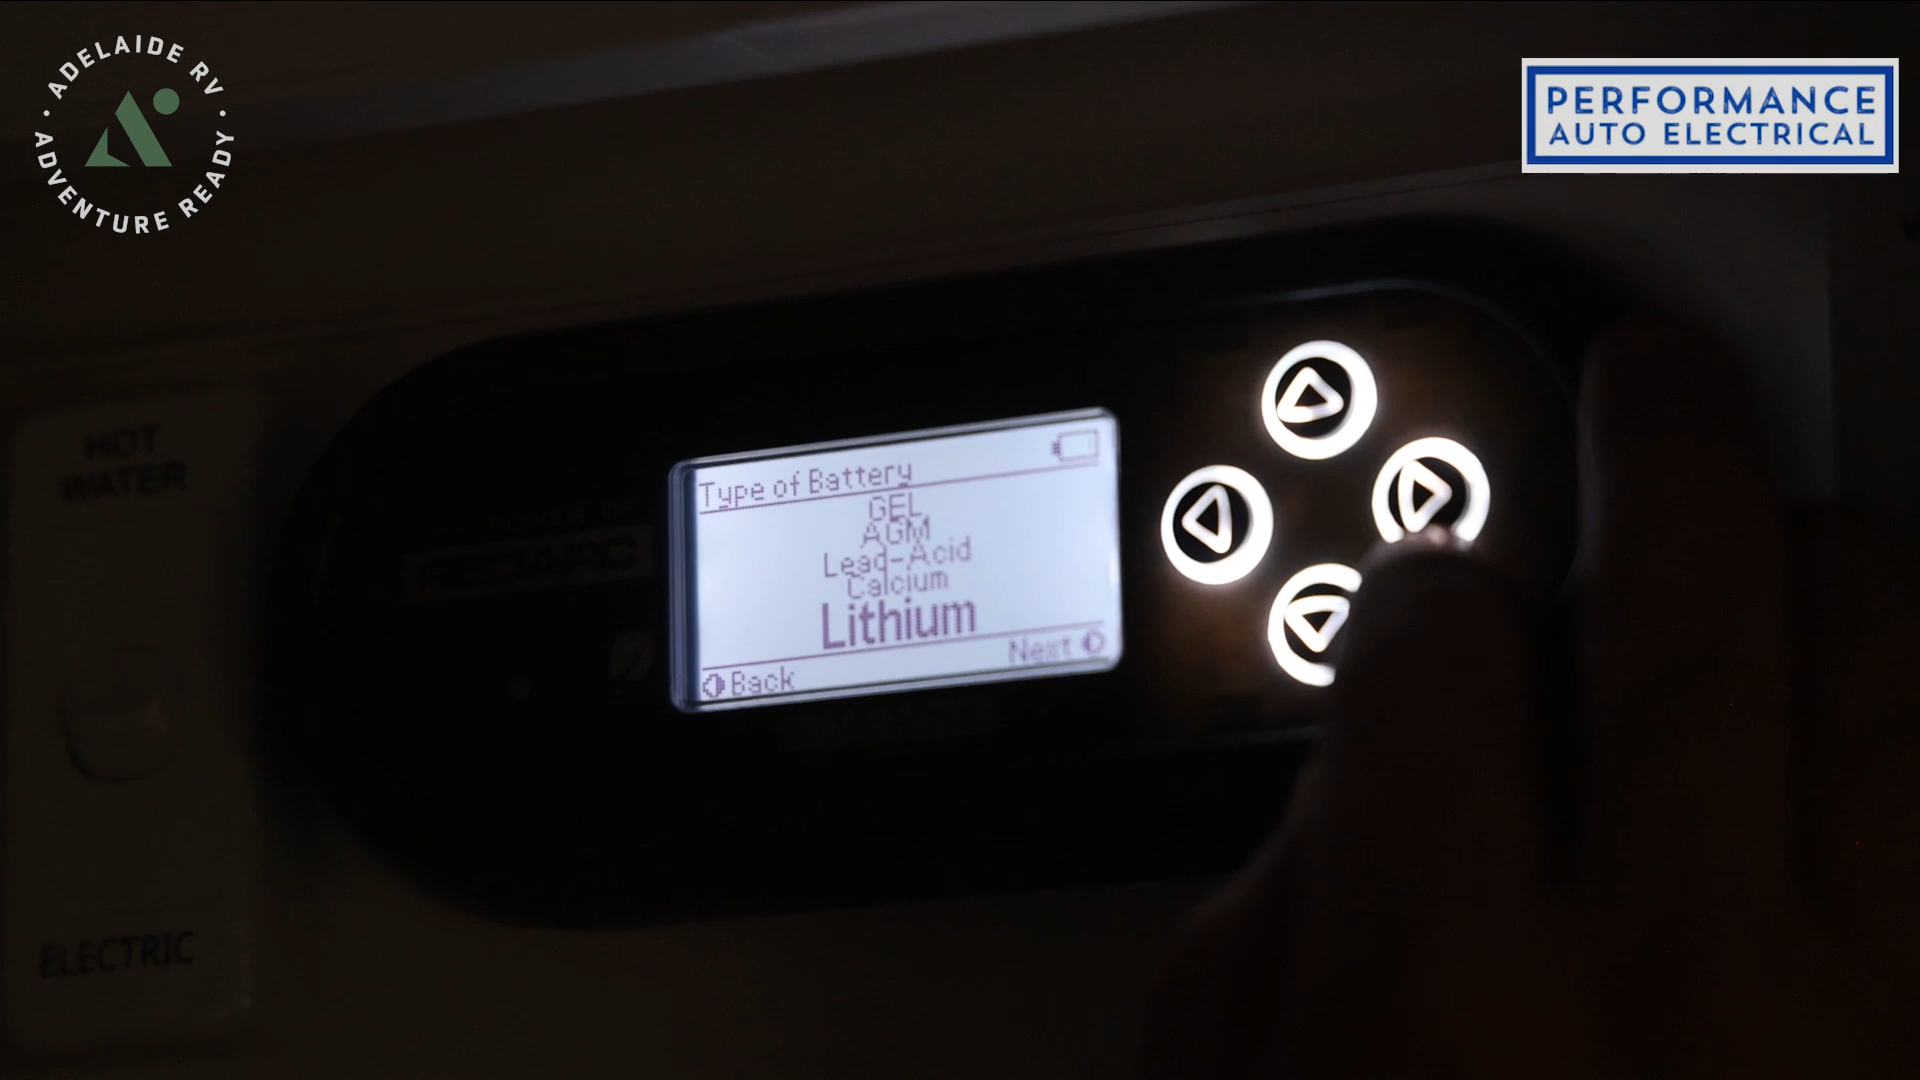 ADELAIDE RV
ADVENTURE READY
PERFORMANCE
AUTO ELECTRICAL
HOT
WATER
REDARC
Type of Battery
GEL
AGM
Lead-Acid
Calcium
Lithium
Next
Back
ELECTRIC